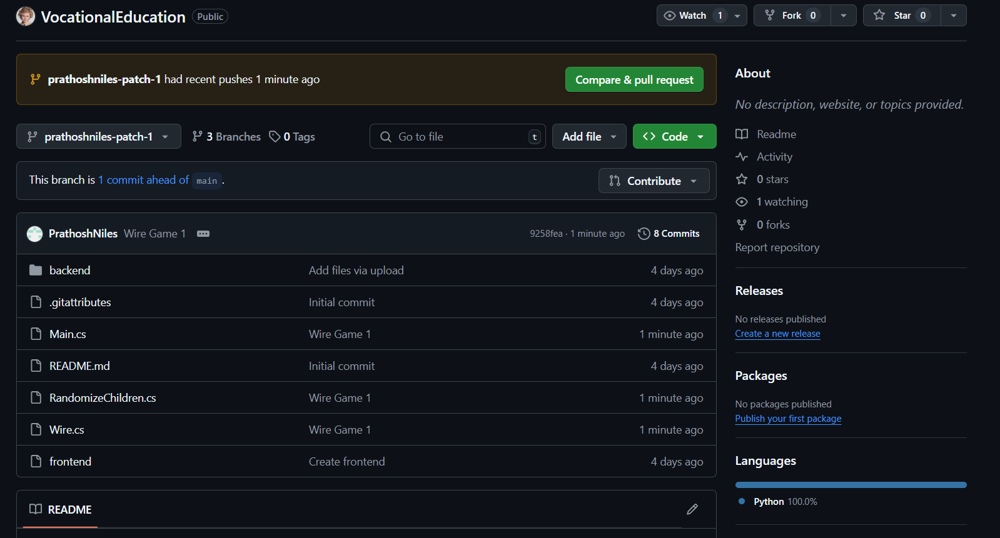 VocationalEducation Public Watch 1 Fork 0 Star 0
prathoshniles-patch-1 had recent pushes 1 minute ago Compare & pull request
prathoshniles-patch-1 3 Branches 0 Tags Go to file t Add file Code
This branch is 1 commit ahead of main. Contribute
PrathoshNiles Wire Game 1 9258fea · 1 minute ago 8 Commits
backend Add files via upload 4 days ago
.gitattributes Initial commit 4 days ago
Main.cs Wire Game 1 1 minute ago
README.md Initial commit 4 days ago
RandomizeChildren.cs Wire Game 1 1 minute ago
Wire.cs Wire Game 1 1 minute ago
frontend Create frontend 4 days ago
README
About
No description, website, or topics provided.
Readme
Activity
0 stars
1 watching
0 forks
Report repository
Releases
No releases published
Create a new release
Packages
No packages published
Publish your first package
Languages
Python 100.0%